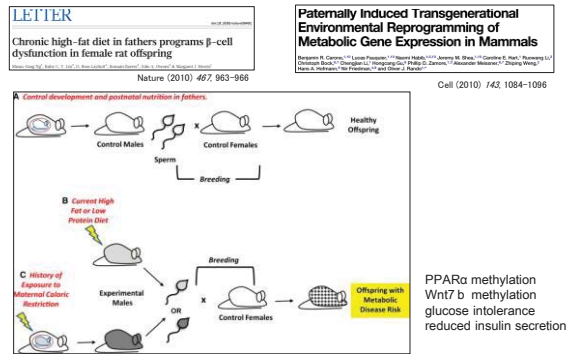 LETTER
Chronic high-fat diet in fathers programs β-cell
dysfunction in female rat offspring
Nature (2010) 467, 963–966
Paternally Induced Transgenerational
Environmental Reprogramming of
Metabolic Gene Expression in Mammals
Cell (2010) 143, 1084–1096
A Control development and postnatal nutrition in fathers.
Control Males
x
Control Females
Healthy
Offspring
Sperm
Breeding
B Current High
Fat or Low
Protein Diet
C History of
Exposure to
Maternal Caloric
Restriction
Experimental
Males
OR
x
Breeding
Control Females
Offspring with
Metabolic
Disease Risk
PPARα methylation
Wnt7 b methylation
glucose intolerance
reduced insulin secretion